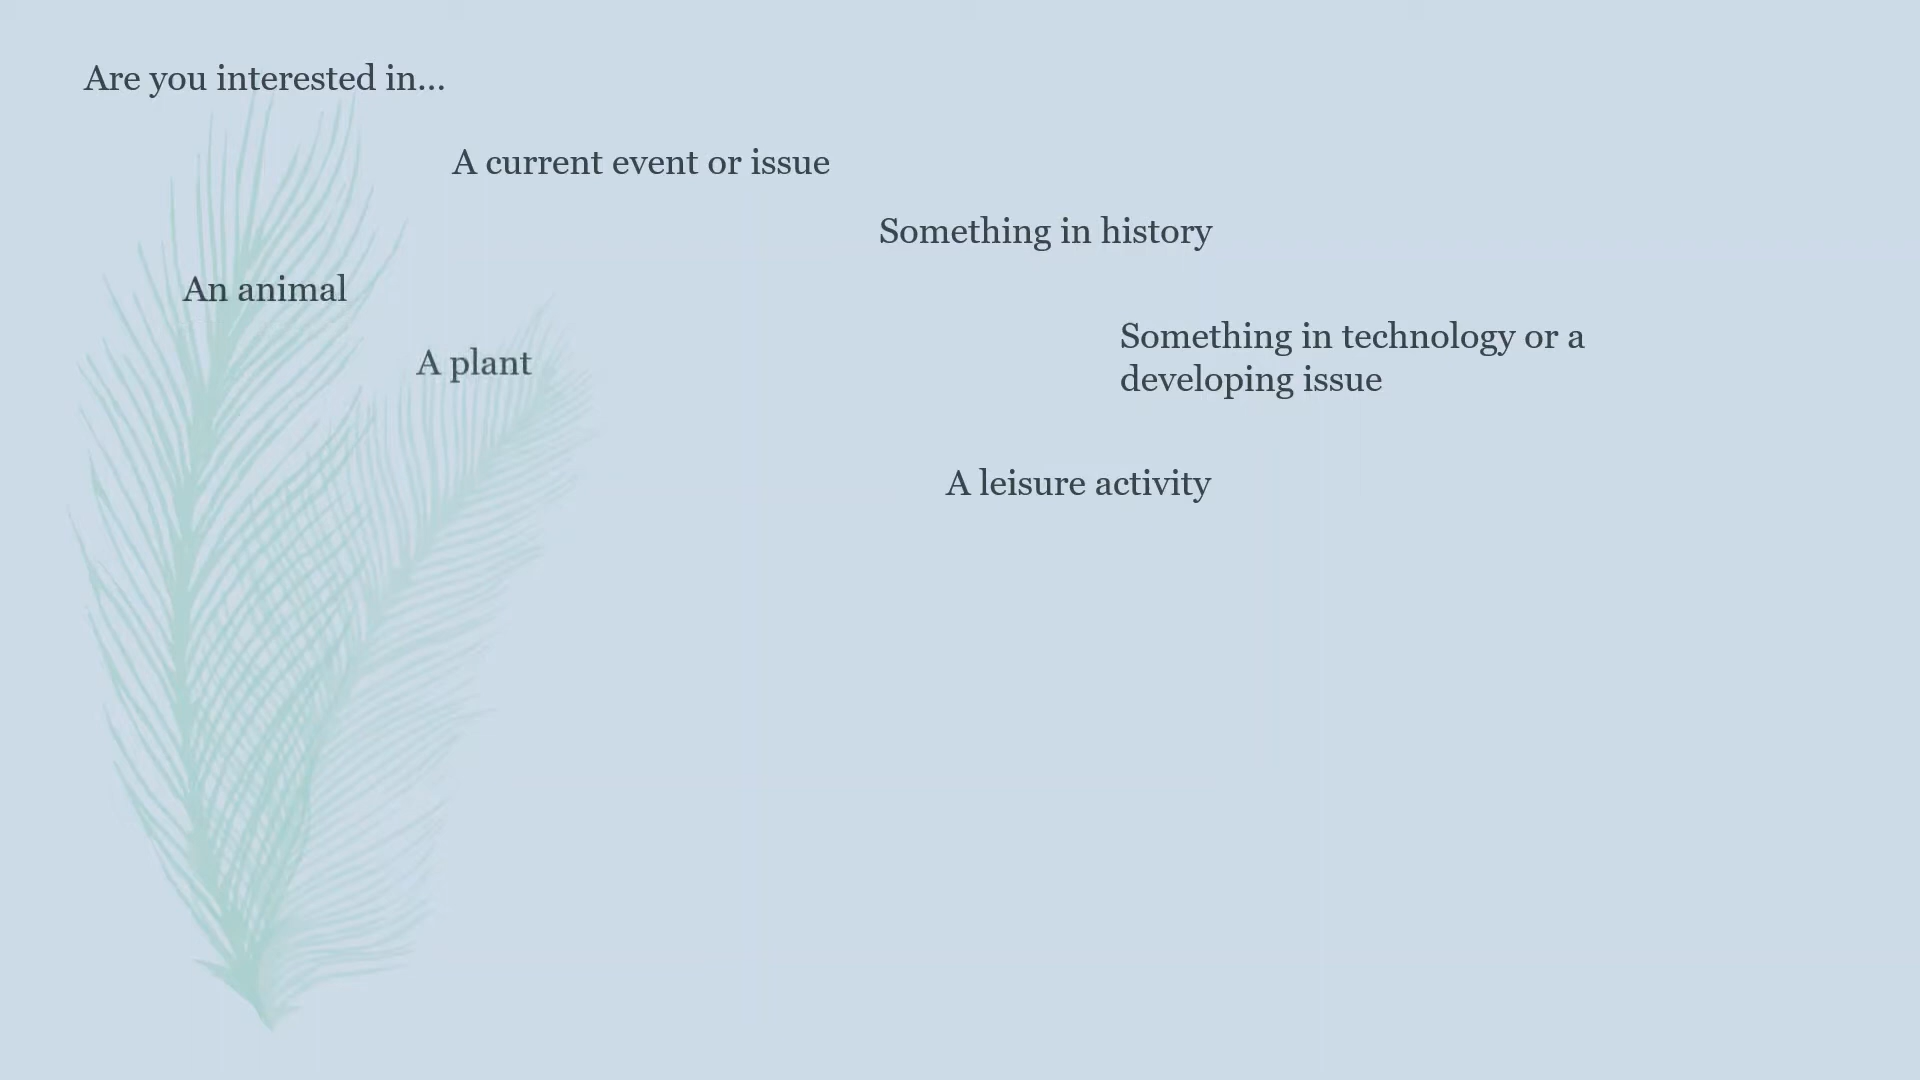 Are you interested in...
A current event or issue
Something in history
An animal
Something in technology or a
developing issue
A plant
A leisure activity